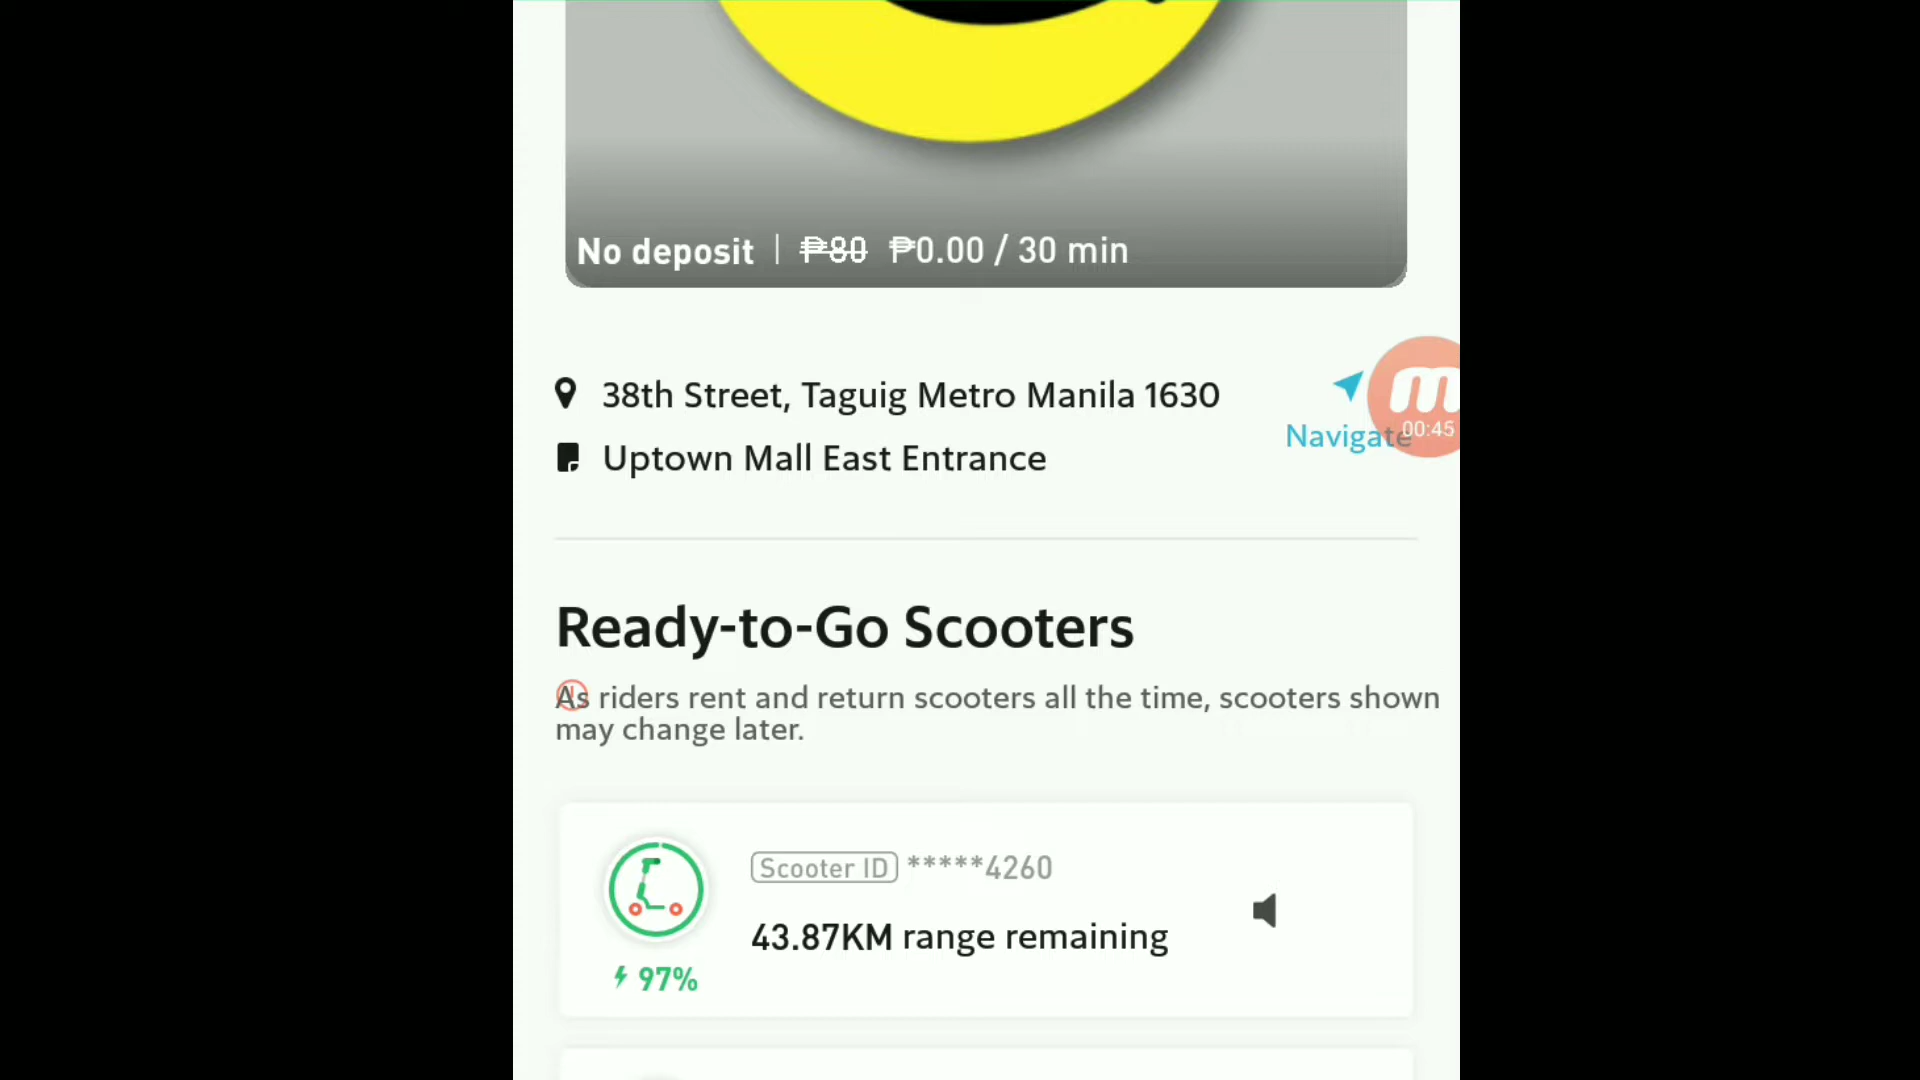 No deposit | ₱80 ₱0.00 / 30 min
38th Street, Taguig Metro Manila 1630
Navigate
00:45
Uptown Mall East Entrance
Ready-to-Go Scooters
As riders rent and return scooters all the time, scooters shown
may change later.
Scooter ID *****4260
43.87KM range remaining
97%